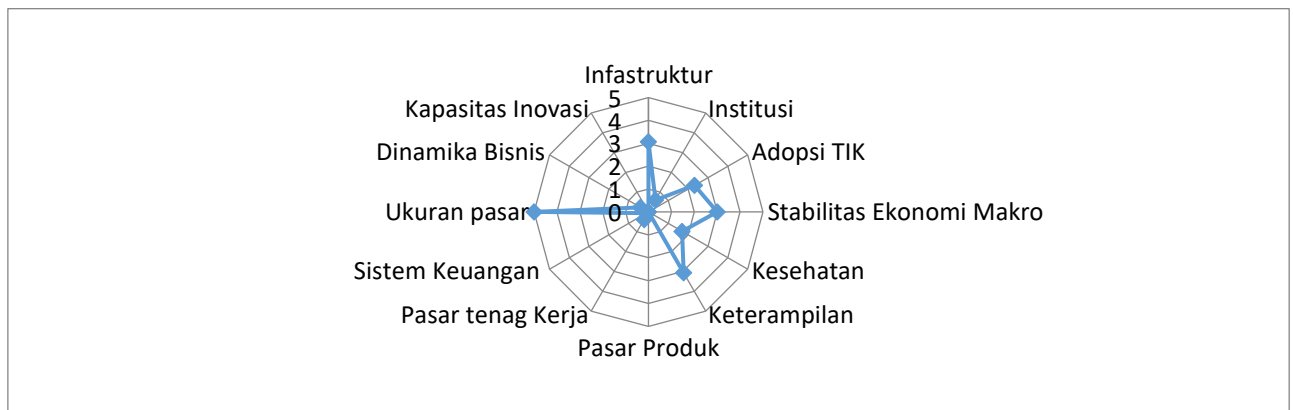 Infastruktur
Institusi
Adopsi TIK
Stabilitas Ekonomi Makro
Kesehatan
Keterampilan
Pasar Produk
Pasar tenag Kerja
Sistem Keuangan
Ukuran pasar
Dinamika Bisnis
Kapasitas Inovasi
5
4
3
2
1
0